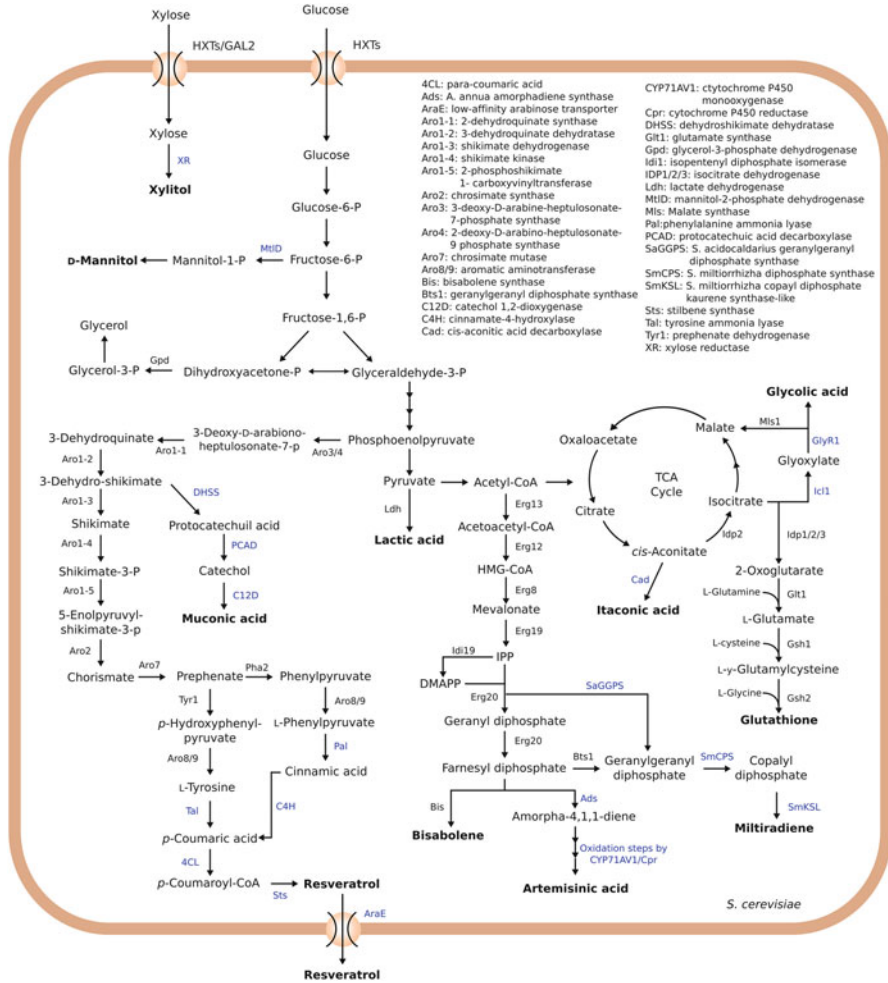 Xylose
Glucose
HXTs/GAL2
HXTs
Xylose
XR
Xylitol
Glucose
Glucose-6-P
D-Mannitol
Mannitol-1-P
MtlD
Fructose-6-P
Fructose-1,6-P
Glycerol
Glycerol-3-P
Gpd
Dihydroxyacetone-P
Glyceraldehyde-3-P
4CL: para-coumaric acid
Ads: A. annua amorphadiene synthase
AraE: low-affinity arabinose transporter
Aro1-1: 2-dehydroquinate synthase
Aro1-2: 3-dehydroquinate dehydratase
Aro1-3: shikimate dehydrogenase
Aro1-4: shikimate kinase
Aro1-5: 2-phosphoshikimate
1- carboxyvinyltransferase
Aro2: chrosimate synthase
Aro3: 3-deoxy-D-arabine-heptulosonate-
7-phosphate synthase
Aro4: 2-deoxy-D-arabino-heptulosonate-
9 phosphate synthase
Aro7: chrosimate mutase
Aro8/9: aromatic aminotransferase
Bis: bisabolene synthase
Bts1: geranylgeranyl diphosphate synthase
C12D: catechol 1,2-dioxygenase
C4H: cinnamate-4-hydroxylase
Cad: cis-aconitic acid decarboxylase
CYP71AV1: ctytochrome P450
monooxygenase
Cpr: cytochrome P450 reductase
DHSS: dehydroshikimate dehydratase
Glt1: glutamate synthase
Gpd: glycerol-3-phosphate dehydrogenase
Idi1: isopentenyl diphosphate isomerase
IDP1/2/3: isocitrate dehydrogenase
Ldh: lactate dehydrogenase
MtlD: mannitol-2-phosphate dehydrogenase
Mls: Malate synthase
Pal:phenylalanine ammonia lyase
PCAD: protocatechuic acid decarboxylase
SaGGPS: S. acidocaldarius geranylgeranyl
diphosphate synthase
SmCPS: S. miltiorrhizha diphosphate synthase
SmKSL: S. miltiorrhiza copayl diphosphate
kaurene synthase-like
Sts: stilbene synthase
Tal: tyrosine ammonia lyase
Tyr1: prephenate dehydrogenase
XR: xylose reductase
3-Dehydroquinate
Aro1-1
3-Deoxy-D-arabiono-
heptulosonate-7-p
Aro3/4
Phosphoenolpyruvate
Aro1-2
3-Dehydro-shikimate
Aro1-3
DHSS
Shikimate
Protocatechuil acid
Aro1-4
PCAD
Shikimate-3-P
Catechol
Aro1-5
C12D
5-Enolpyruvyl-
shikimate-3-p
Muconic acid
Aro2
Chorismate
Aro7
Prephenate
Pha2
Phenylpyruvate
Tyr1
Aro8/9
p-Hydroxyphenyl-
pyruvate
L-Phenylpyruvate
Aro8/9
Pal
L-Tyrosine
Cinnamic acid
Tal
C4H
p-Coumaric acid
4CL
p-Coumaroyl-CoA
Sts
Resveratrol
AraE
Resveratrol
Pyruvate
Ldh
Lactic acid
Acetyl-CoA
Erg13
Acetoacetyl-CoA
Erg12
HMG-CoA
Erg8
Mevalonate
Erg19
Idi19
IPP
DMAPP
Erg20
SaGGPS
Geranyl diphosphate
Erg20
Farnesyl diphosphate
Bts1
Geranylgeranyl
diphosphate
SmCPS
Copalyl
diphosphate
SmKSL
Miltiradiene
Bis
Bisabolene
Ads
Amorpha-4,1,1-diene
Oxidation steps by
CYP71AV1/Cpr
Artemisinic acid
Oxaloacetate
Malate
TCA
Cycle
Citrate
cis-Aconitate
Isocitrate
Idp2
Cad
Itaconic acid
Glycolic acid
Mls1
GlyR1
Glyoxylate
Icl1
Idp1/2/3
2-Oxoglutarate
L-Glutamine
Glt1
L-Glutamate
L-cysteine
Gsh1
L-γ-Glutamylcysteine
L-Glycine
Gsh2
Glutathione
S. cerevisiae